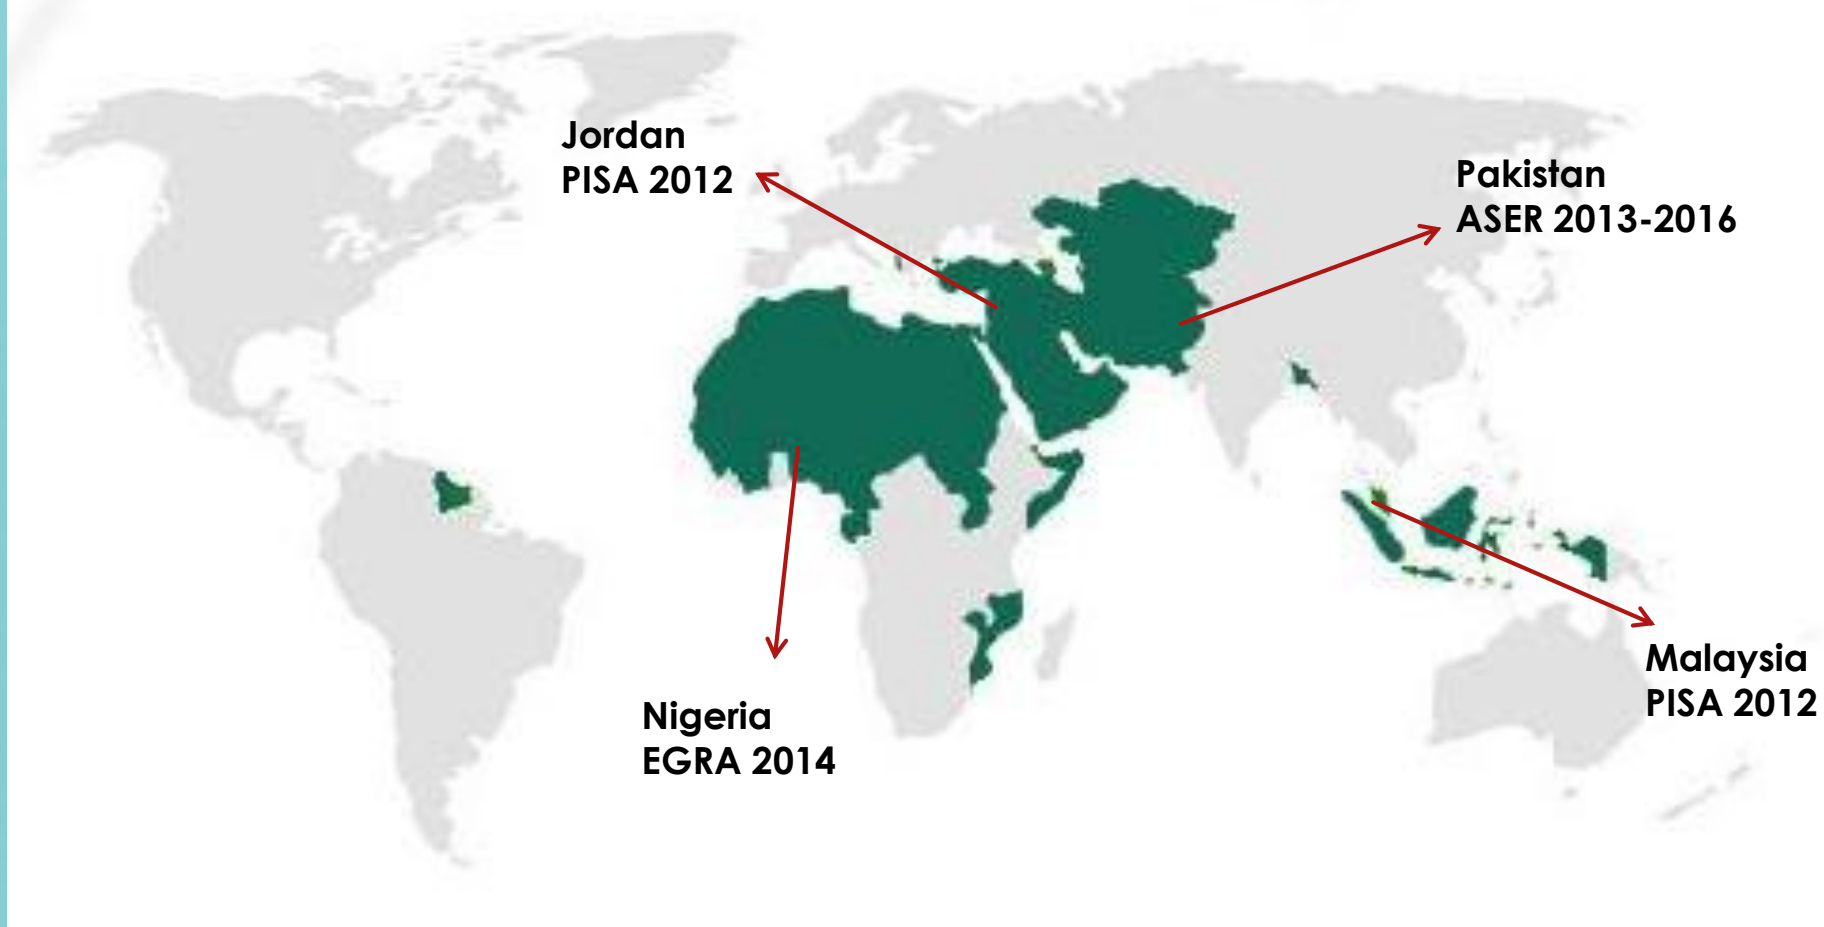 Jordan
PISA 2012
Pakistan
ASER 2013-2016
Malaysia
PISA 2012
Nigeria
EGRA 2014